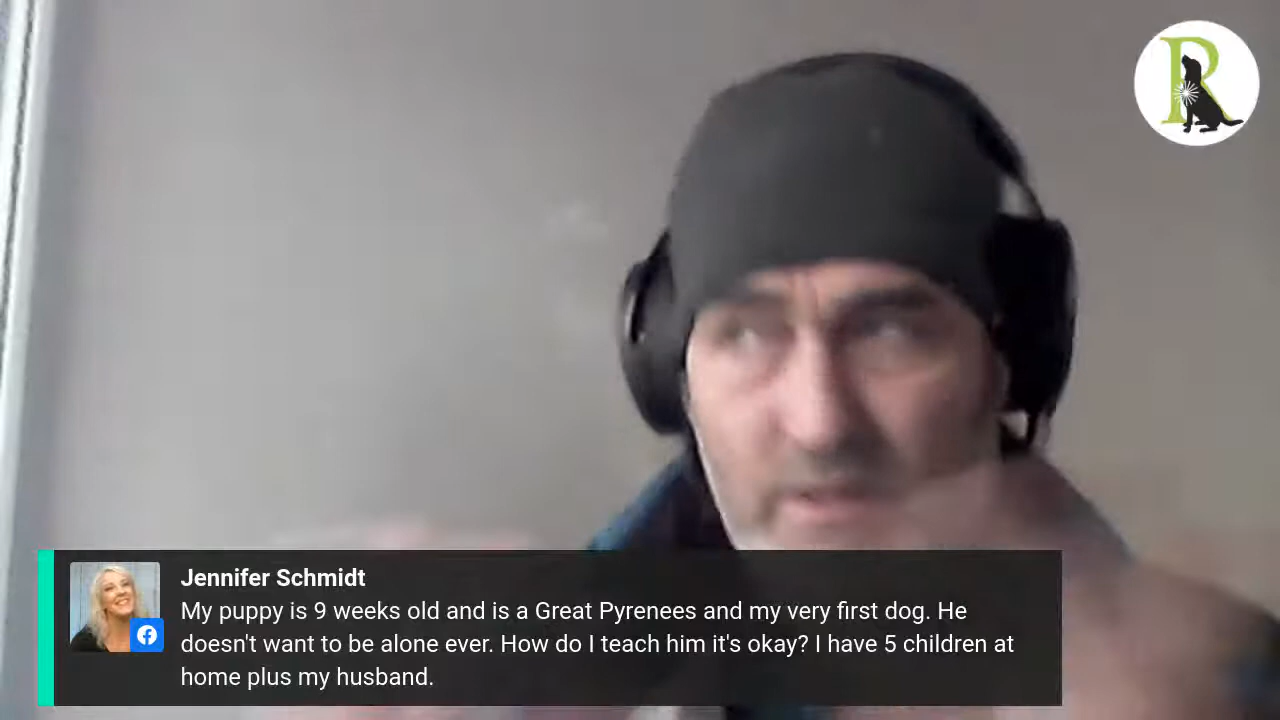 R
Jennifer Schmidt
My puppy is 9 weeks old and is a Great Pyrenees and my very first dog. He
doesn't want to be alone ever. How do I teach him it's okay? I have 5 children at
home plus my husband.